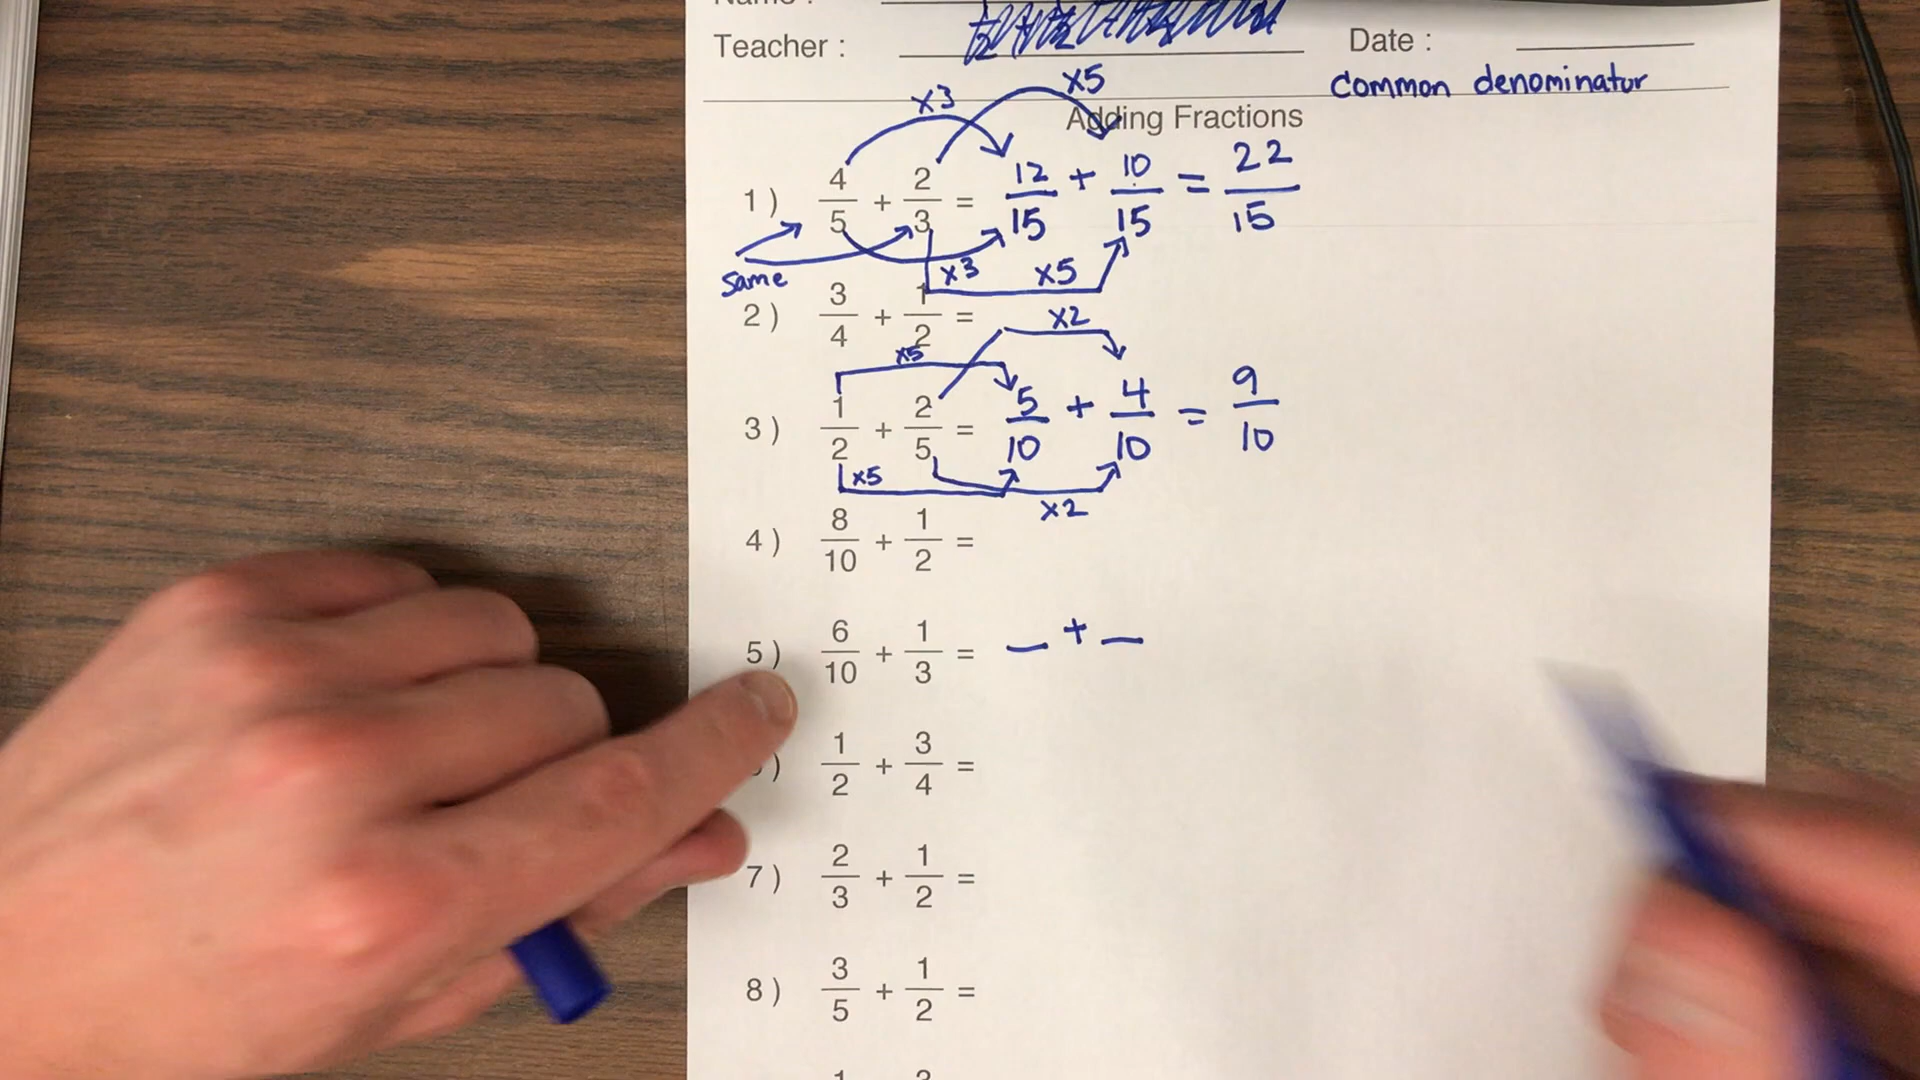 Name :
Teacher : Date :
common denominator
Adding Fractions
x3 x5
1 ) 4/5 + 2/3 = 12/15 + 10/15 = 22/15
same x3 x5
2 ) 3/4 + 1/2 =
x5 x2
3 ) 1/2 + 2/5 = 5/10 + 4/10 = 9/10
x5 x2
4 ) 8/10 + 1/2 =
5 ) 6/10 + 1/3 = _ + _
) 1/2 + 3/4 =
7 ) 2/3 + 1/2 =
8 ) 3/5 + 1/2 =